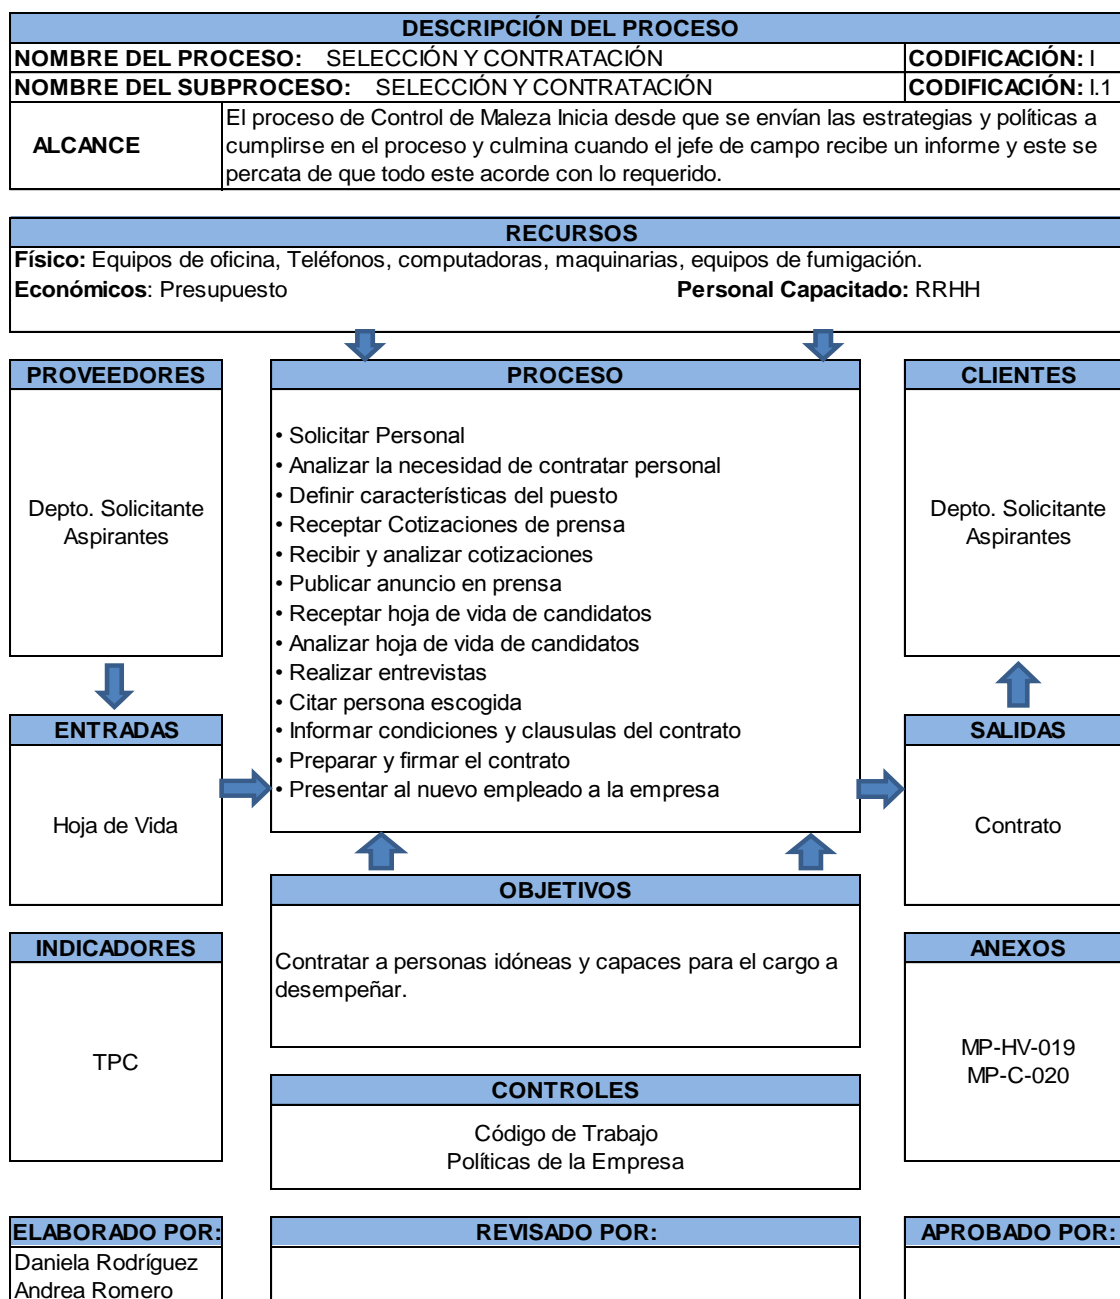 DESCRIPCIÓN DEL PROCESO
NOMBRE DEL PROCESO: SELECCIÓN Y CONTRATACIÓN CODIFICACIÓN: I
NOMBRE DEL SUBPROCESO: SELECCIÓN Y CONTRATACIÓN CODIFICACIÓN: I.1
ALCANCE
El proceso de Control de Maleza Inicia desde que se envían las estrategias y políticas a
cumplirse en el proceso y culmina cuando el jefe de campo recibe un informe y este se
percata de que todo este acorde con lo requerido.
RECURSOS
Físico: Equipos de oficina, Teléfonos, computadoras, maquinarias, equipos de fumigación.
Económicos: Presupuesto Personal Capacitado: RRHH
PROVEEDORES
Depto. Solicitante
Aspirantes
ENTRADAS
Hoja de Vida
INDICADORES
TPC
PROCESO
• Solicitar Personal
• Analizar la necesidad de contratar personal
• Definir características del puesto
• Receptar Cotizaciones de prensa
• Recibir y analizar cotizaciones
• Publicar anuncio en prensa
• Receptar hoja de vida de candidatos
• Analizar hoja de vida de candidatos
• Realizar entrevistas
• Citar persona escogida
• Informar condiciones y clausulas del contrato
• Preparar y firmar el contrato
• Presentar al nuevo empleado a la empresa
OBJETIVOS
Contratar a personas idóneas y capaces para el cargo a
desempeñar.
CONTROLES
Código de Trabajo
Políticas de la Empresa
CLIENTES
Depto. Solicitante
Aspirantes
SALIDAS
Contrato
ANEXOS
MP-HV-019
MP-C-020
ELABORADO POR:
Daniela Rodríguez
Andrea Romero
REVISADO POR:
APROBADO POR: